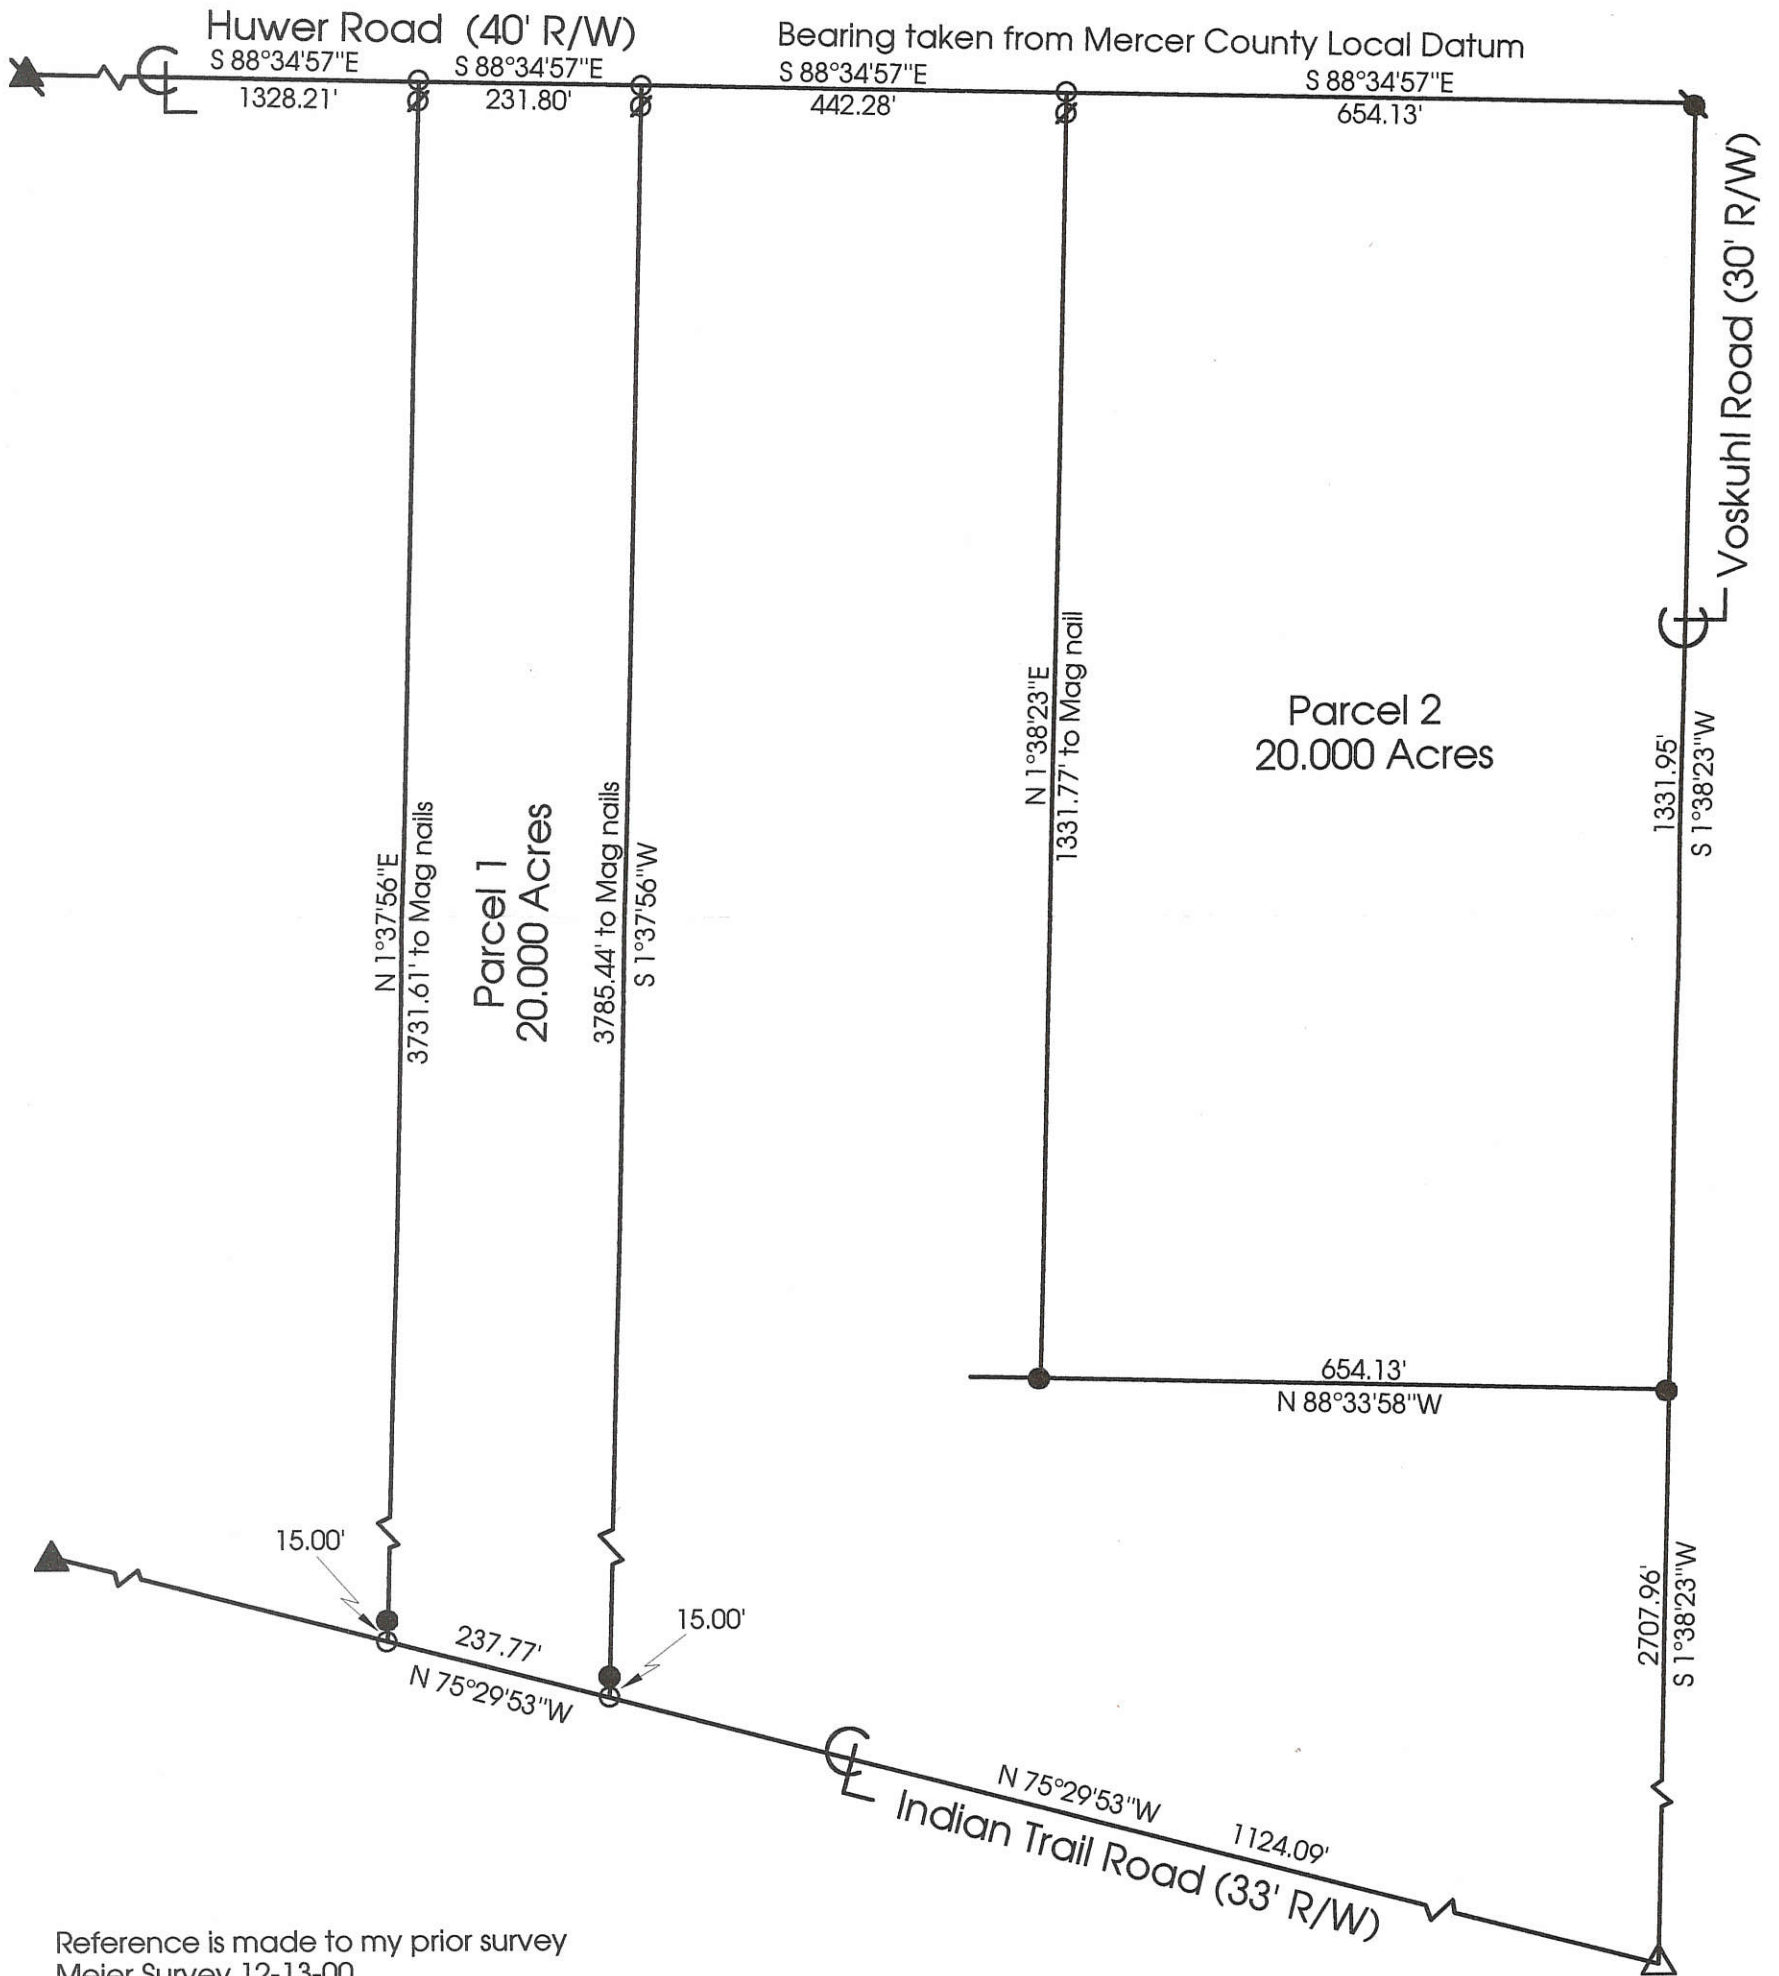 Huwer Road (40' R/W)
Bearing taken from Mercer County Local Datum
S 88°34'57"E
S 88°34'57"E
S 88°34'57"E
S 88°34'57"E
1328.21'
231.80'
442.28'
654.13'
Voskuhl Road (30' R/W)
N 1°38'23"E
1331.77' to Mag nail
Parcel 2
20.000 Acres
1331.95'
S 1°38'23"W
N 1°37'56"E
3731.61' to Mag nails
Parcel 1
20.000 Acres
3785.44' to Mag nails
S 1°37'56"W
654.13'
N 88°33'58"W
15.00'
15.00'
237.77'
N 75°29'53"W
2707.96'
S 1°38'23"W
N 75°29'53"W
1124.09'
Indian Trail Road (33' R/W)
Reference is made to my prior survey
Meier Survey 12-13-00